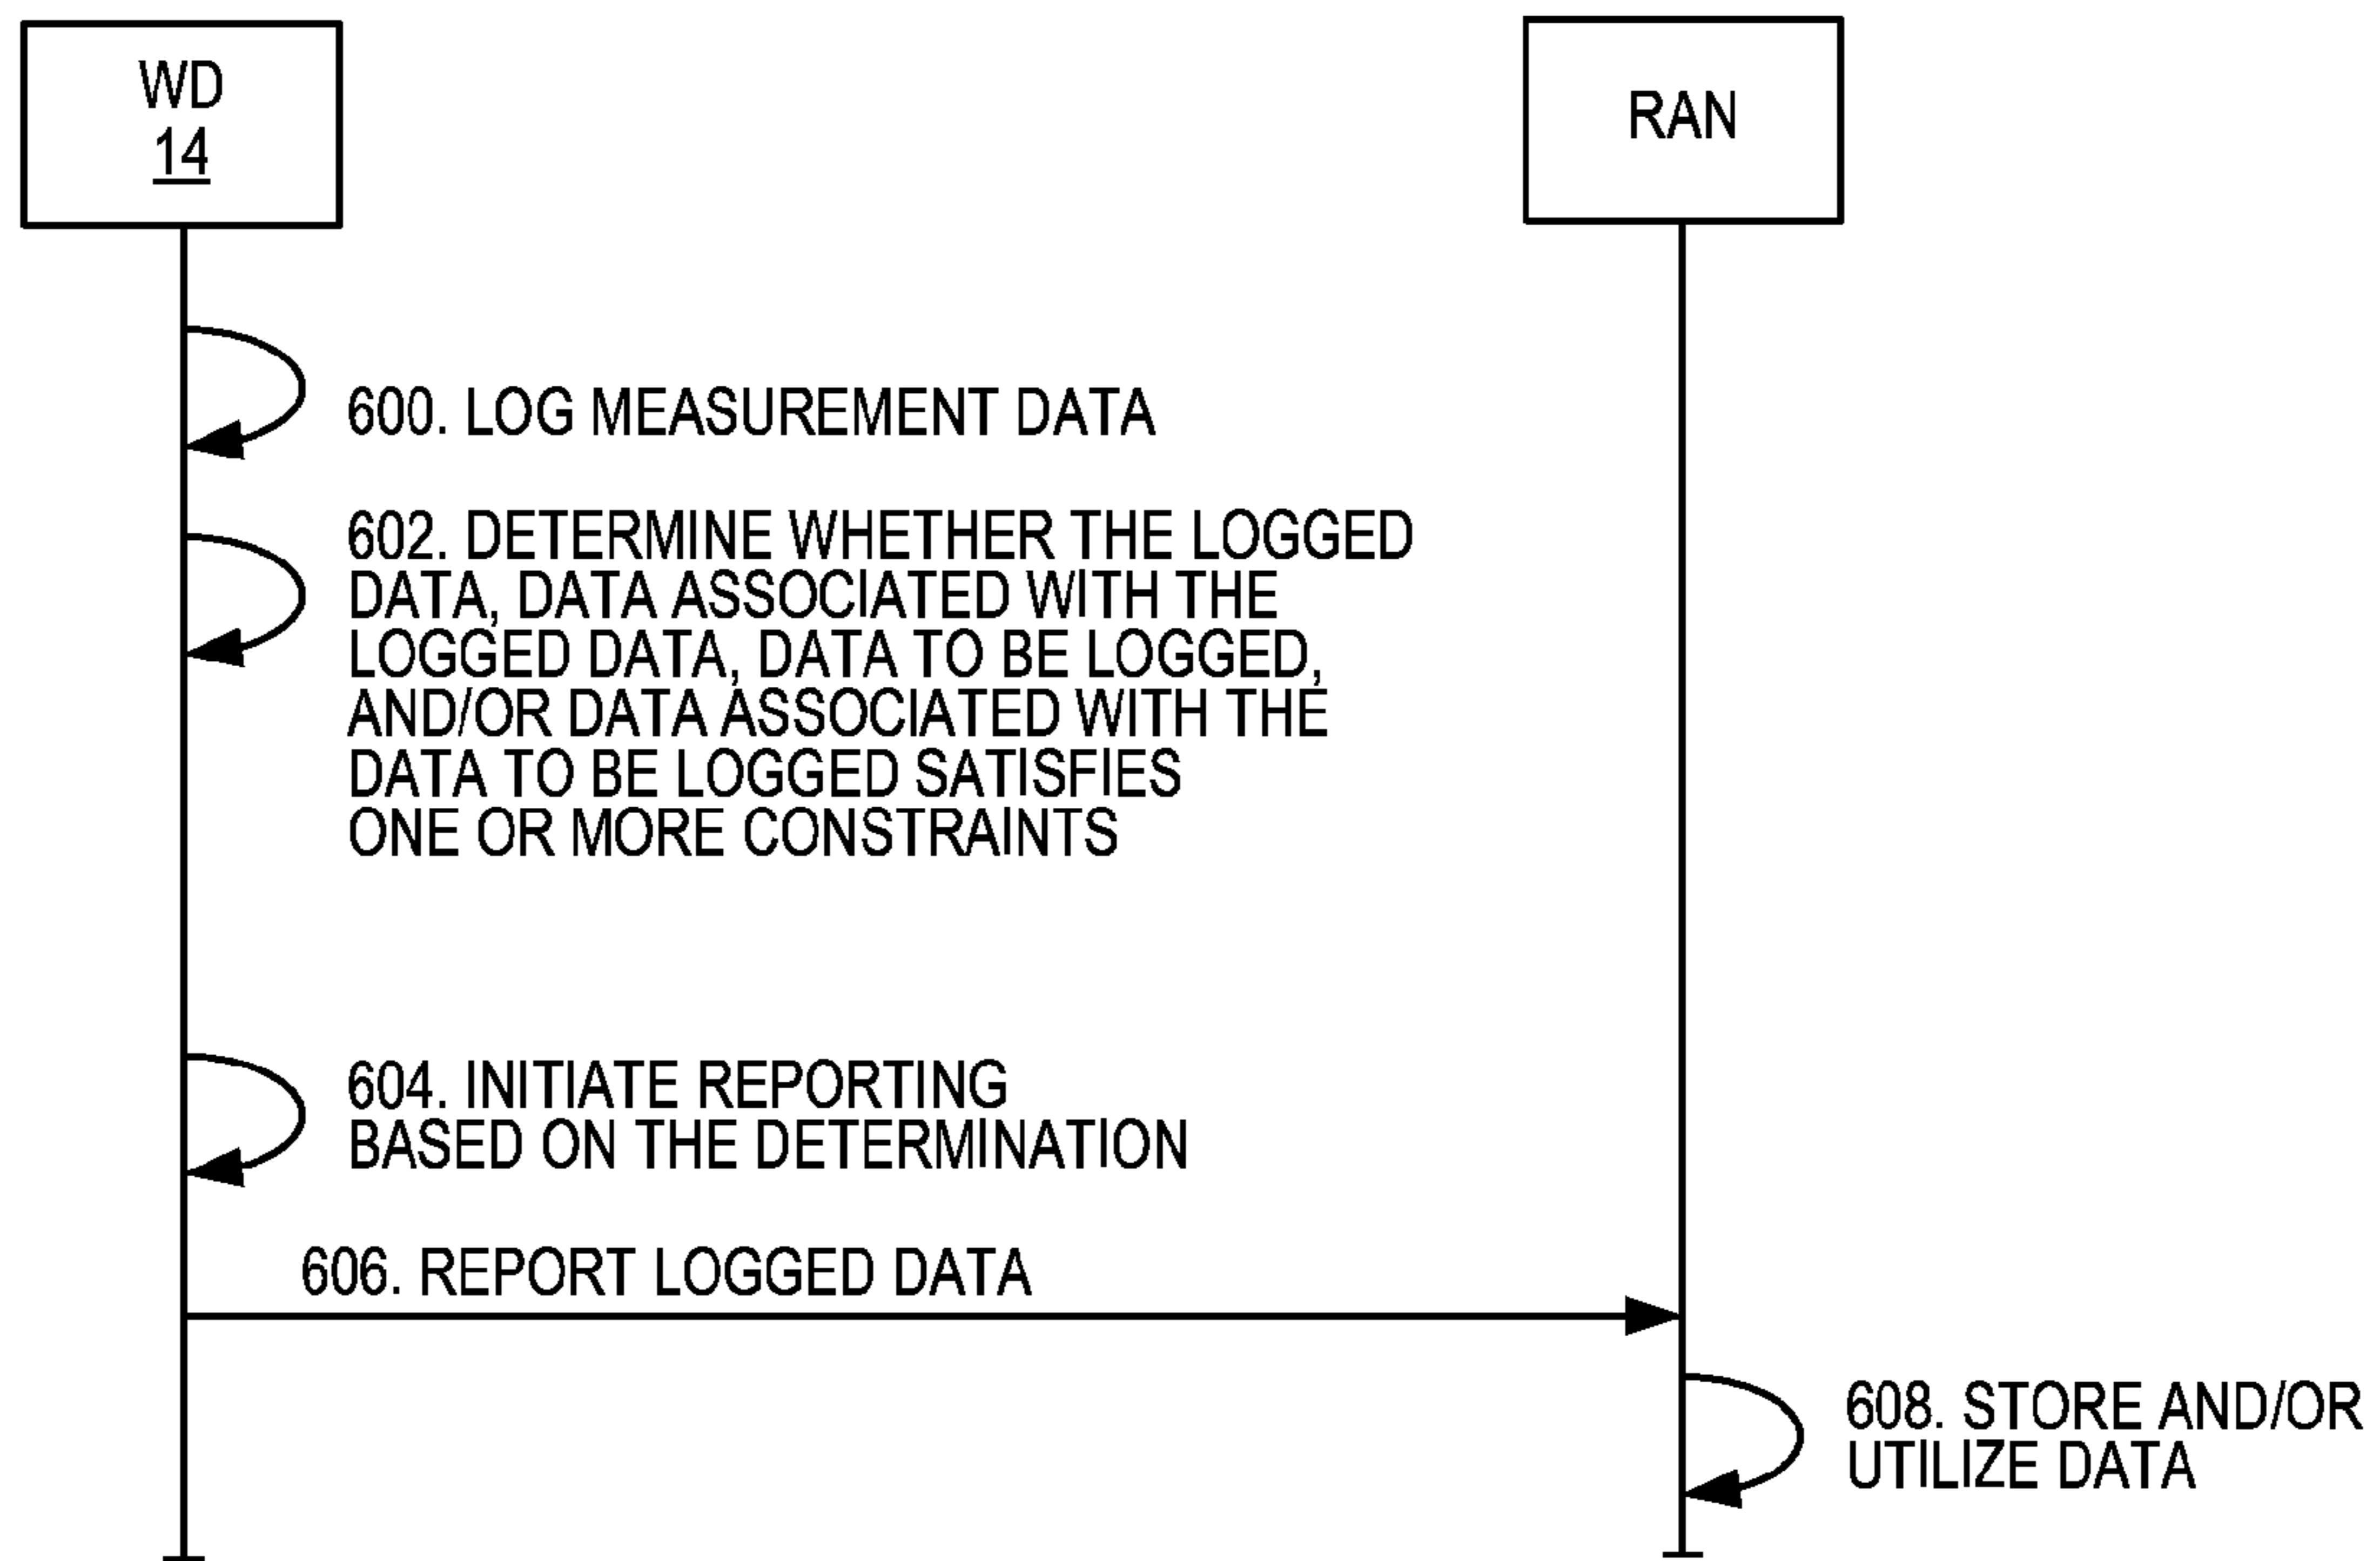 WD
14
RAN
600. LOG MEASUREMENT DATA
602. DETERMINE WHETHER THE LOGGED
DATA, DATA ASSOCIATED WITH THE
LOGGED DATA, DATA TO BE LOGGED,
AND/OR DATA ASSOCIATED WITH THE
DATA TO BE LOGGED SATISFIES
ONE OR MORE CONSTRAINTS
604. INITIATE REPORTING
BASED ON THE DETERMINATION
606. REPORT LOGGED DATA
608. STORE AND/OR
UTILIZE DATA